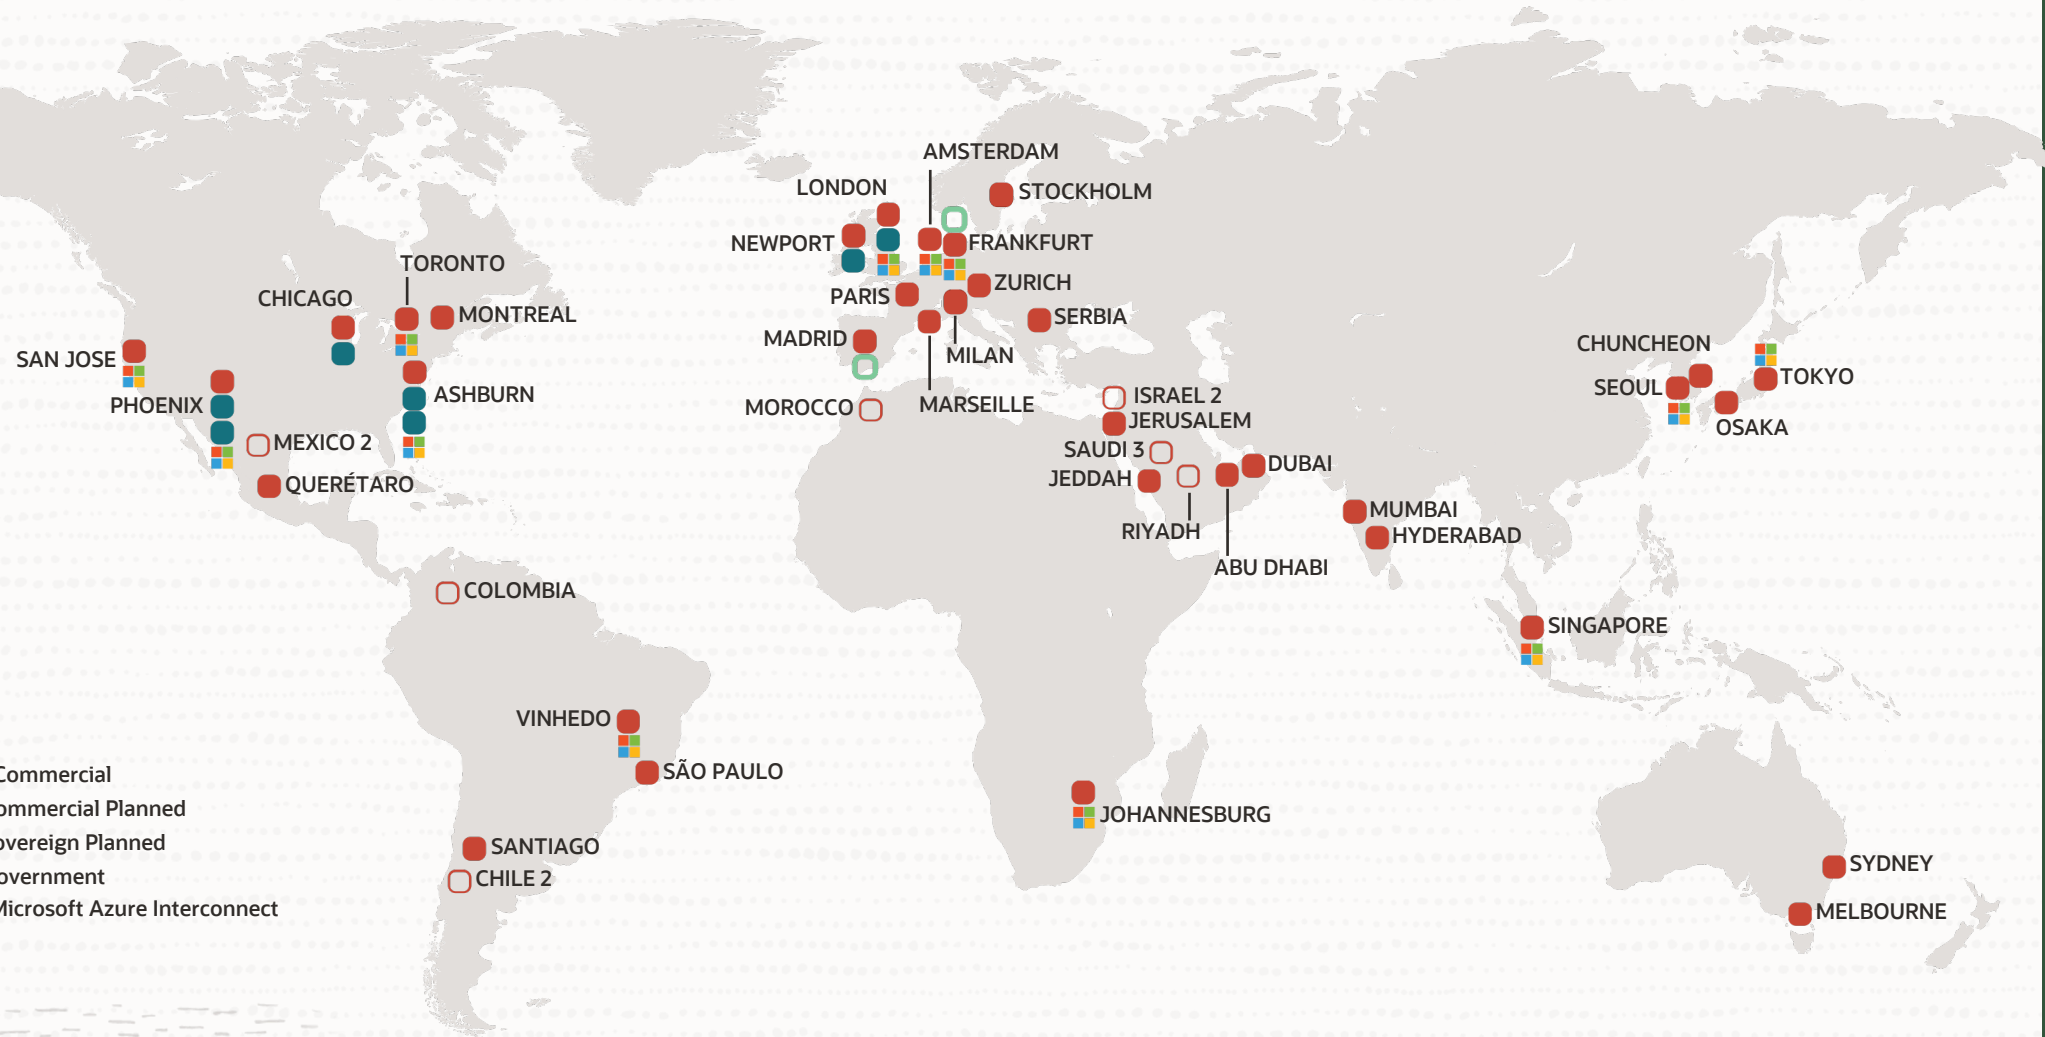 AMSTERDAM
LONDON
STOCKHOLM
NEWPORT
FRANKFURT
TORONTO
ZURICH
CHICAGO
PARIS
MONTREAL
SERBIA
MADRID
MILAN
SAN JOSE
CHUNCHEON
TOKYO
SEOUL
ASHBURN
ISRAEL 2
PHOENIX
MOROCCO
MARSEILLE
JERUSALEM
OSAKA
MEXICO 2
SAUDI 3
DUBAI
JEDDAH
QUERÉTARO
MUMBAI
RIYADH
HYDERABAD
ABU DHABI
COLOMBIA
SINGAPORE
VINHEDO
SÃO PAULO
Commercial
ommercial Planned
JOHANNESBURG
overeign Planned
SANTIAGO
SYDNEY
overnment
CHILE 2
Microsoft Azure Interconnect
MELBOURNE